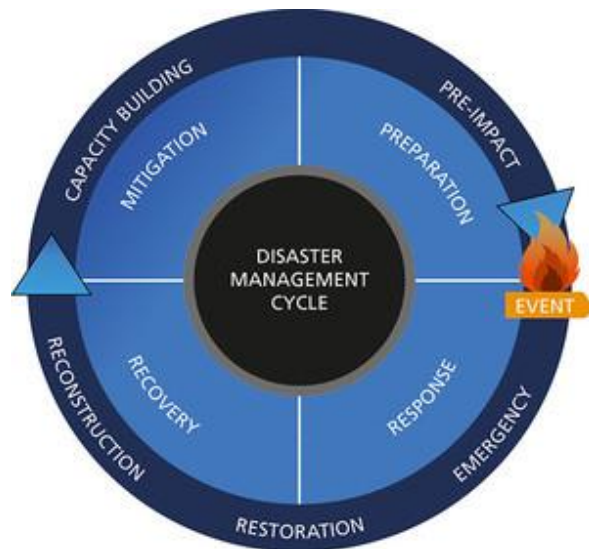 CAPACITY BUILDING
PRE-IMPACT
MITIGATION
PREPARATION
DISASTER
MANAGEMENT
CYCLE
EVENT
RECOVERY
RESPONSE
RECONSTRUCTION
EMERGENCY
RESTORATION